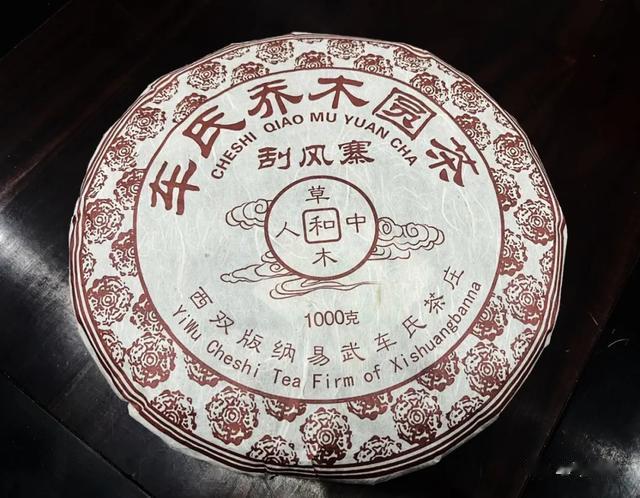 车氏乔木圆茶
CHESHI QIAO MU YUAN CHA
刮风寨
草
人和中
木
1000克
西双版纳易武车氏茶庄
YiWu Cheshi Tea Firm of Xishuangbanna